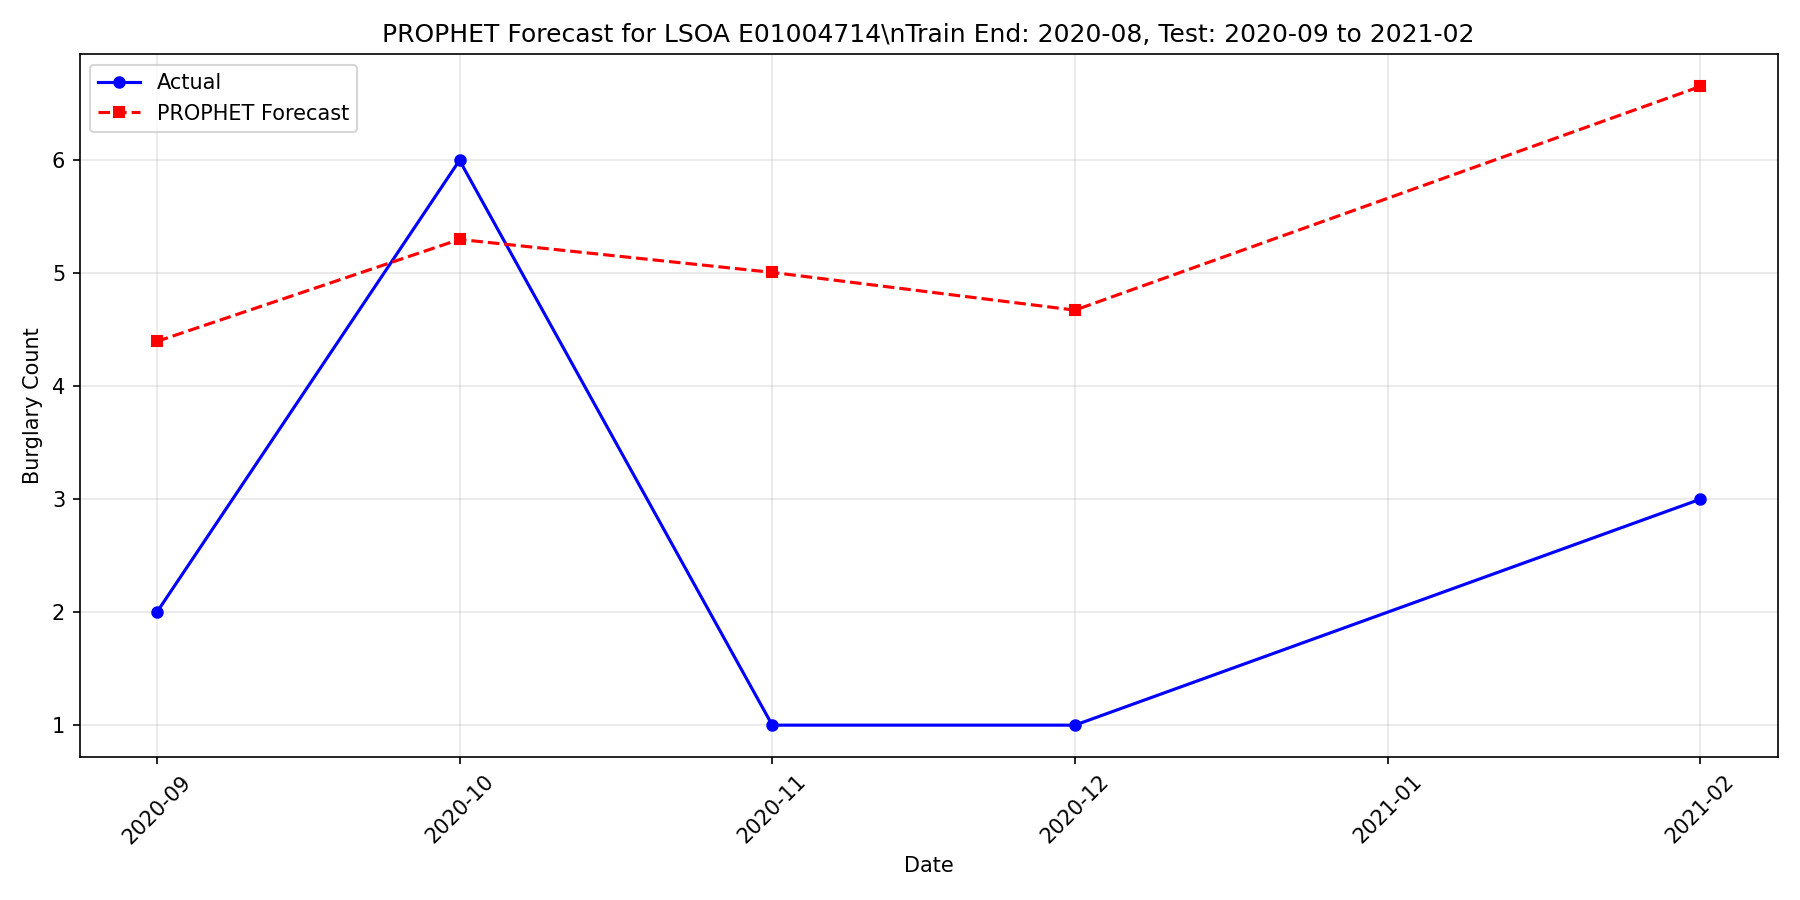 PROPHET Forecast for LSOA E01004714\nTrain End: 2020-08, Test: 2020-09 to 2021-02
Actual
PROPHET Forecast
Burglary Count
6
5
4
3
2
1
2020-09
2020-10
2020-11
2020-12
2021-01
2021-02
Date